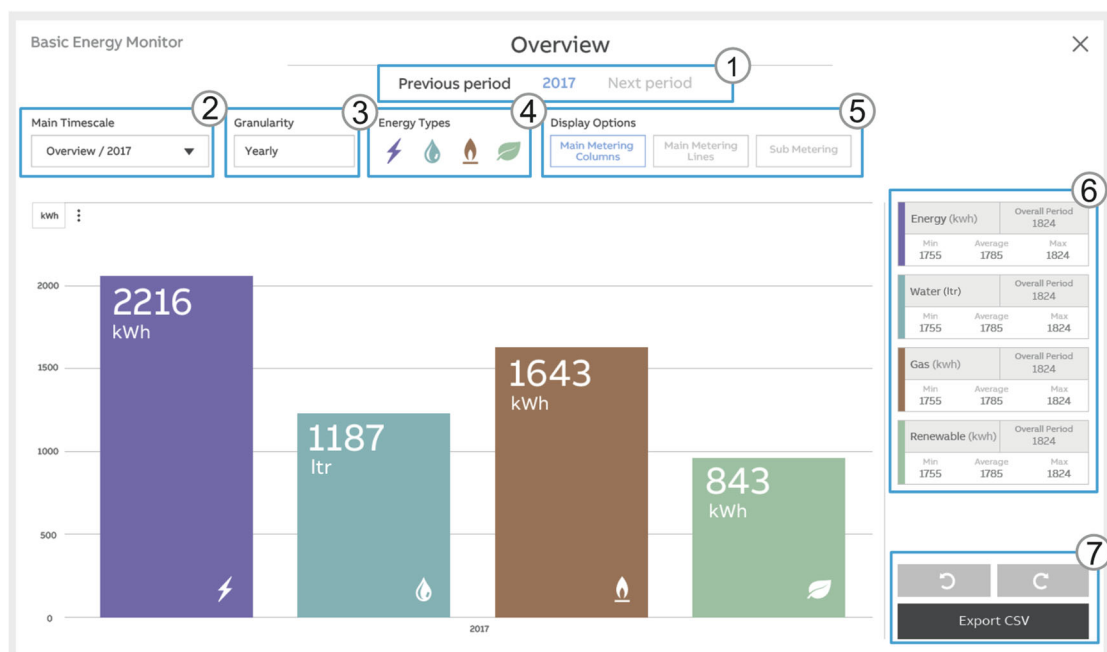 Basic Energy Monitor
Overview
1
Previous period 2017 Next period
2
3
4
5
Main Timescale
Granularity
Energy Types
Display Options
Overview / 2017
Yearly
Main Metering
Columns
Main Metering
Lines
Sub Metering
6
kWh
2000
1500
1000
500
0
2216
kWh
1187
ltr
1643
kWh
843
kWh
2017
Energy (kwh)
Overall Period
1824
Min Average Max
1755 1785 1824
Water (ltr)
Overall Period
1824
Min Average Max
1755 1785 1824
Gas (kwh)
Overall Period
1824
Min Average Max
1755 1785 1824
Renewable (kwh)
Overall Period
1824
Min Average Max
1755 1785 1824
7
Export CSV